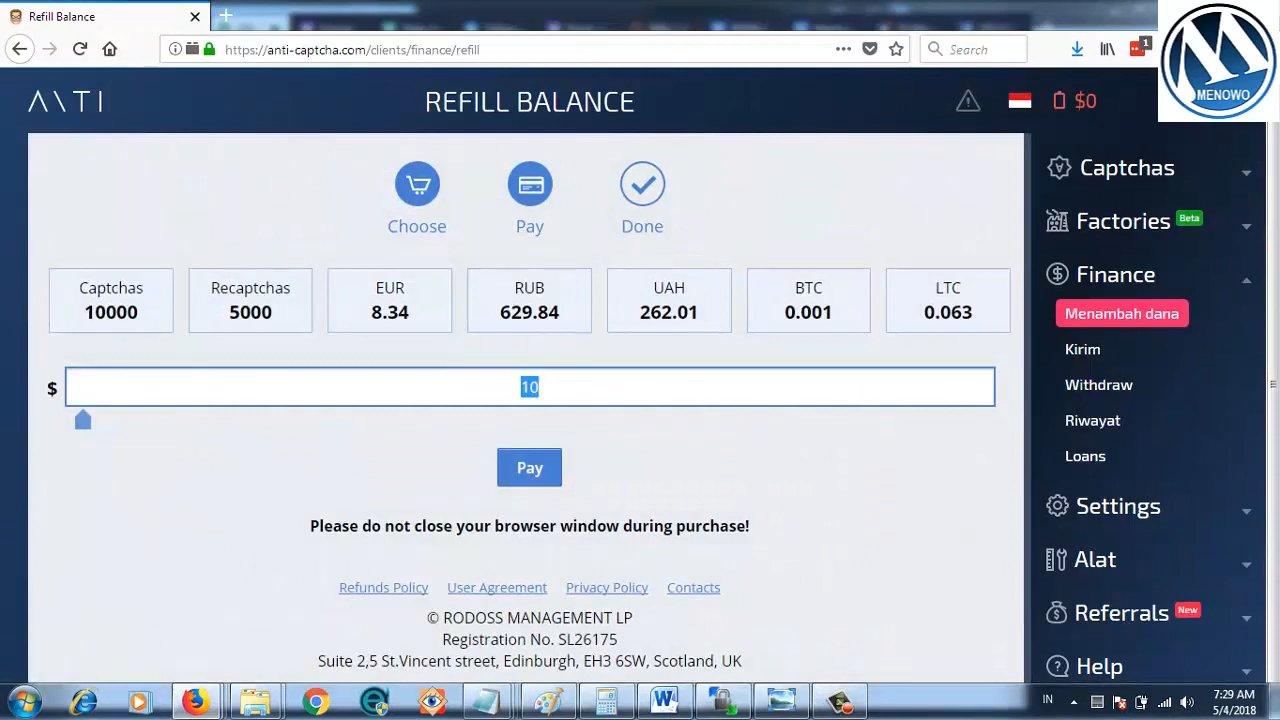 Refill Balance
https://anti-captcha.com/clients/finance/refill
Search
1
MENOWO
REFILL BALANCE
$0
Choose
Pay
Done
Captchas
10000
Recaptchas
5000
EUR
8.34
RUB
629.84
UAH
262.01
BTC
0.001
LTC
0.063
$
10
Pay
Please do not close your browser window during purchase!
Refunds Policy User Agreement Privacy Policy Contacts
© RODOSS MANAGEMENT LP
Registration No. SL26175
Suite 2,5 St.Vincent street, Edinburgh, EH3 6SW, Scotland, UK
Captchas
Factories Beta
Finance
Menambah dana
Kirim
Withdraw
Riwayat
Loans
Settings
Alat
Referrals New
Help
IN
7:29 AM
5/4/2018